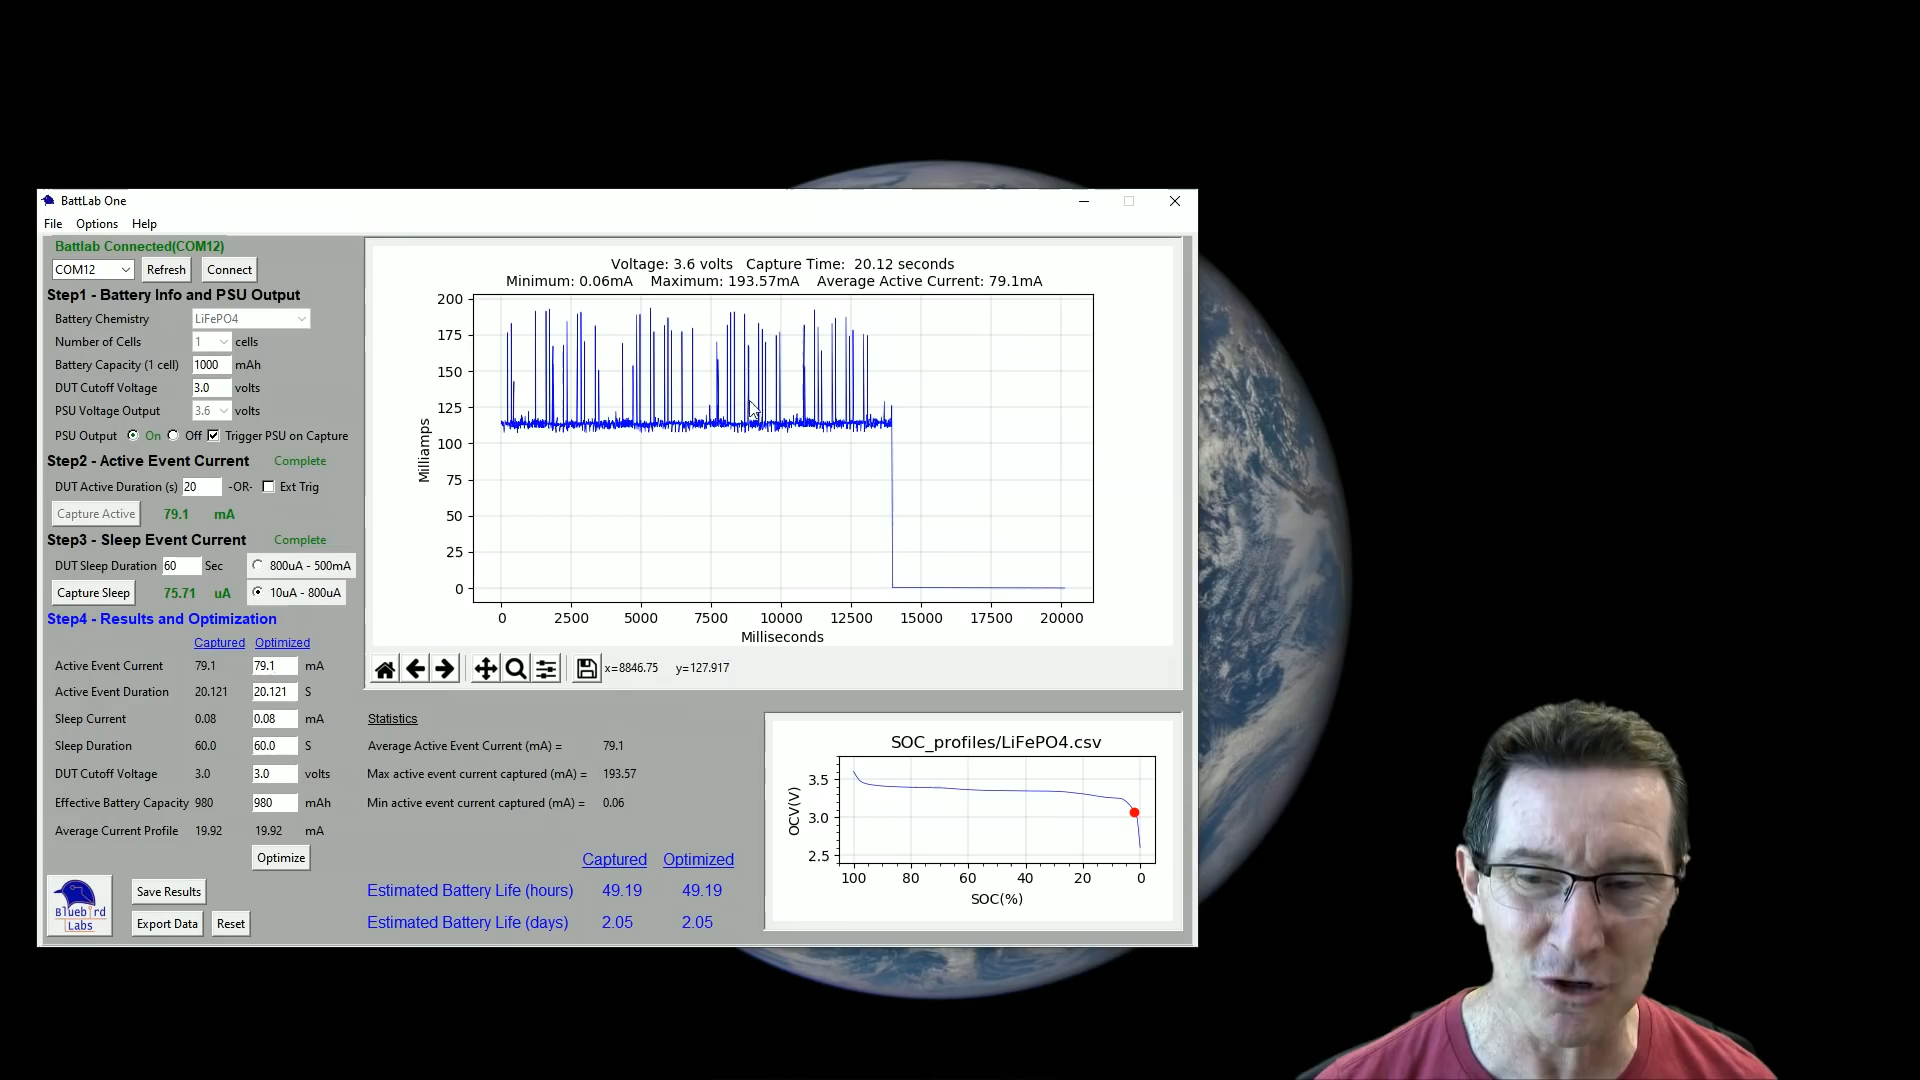 BattLab One
File Options Help
Battlab Connected(COM12)
COM12 Refresh Connect
Step1 - Battery Info and PSU Output
Battery Chemistry LiFePO4
Number of Cells 1 cells
Battery Capacity (1 cell) 1000 mAh
DUT Cutoff Voltage 3.0 volts
PSU Voltage Output 3.6 volts
PSU Output On Off Trigger PSU on Capture
Step2 - Active Event Current Complete
DUT Active Duration (s) 20 -OR- Ext Trig
Capture Active 79.1 mA
Step3 - Sleep Event Current Complete
DUT Sleep Duration 60 Sec 800uA - 500mA
Capture Sleep 75.71 uA 10uA - 800uA
Step4 - Results and Optimization
Captured Optimized
Active Event Current 79.1 79.1 mA
Active Event Duration 20.121 20.121 S
Sleep Current 0.08 0.08 mA
Sleep Duration 60.0 60.0 S
DUT Cutoff Voltage 3.0 3.0 volts
Effective Battery Capacity 980 980 mAh
Average Current Profile 19.92 19.92 mA
Optimize
Bluebird Labs
Save Results
Export Data Reset
Voltage: 3.6 volts Capture Time: 20.12 seconds
Minimum: 0.06mA Maximum: 193.57mA Average Active Current: 79.1mA
200
175
150
125
100
75
50
25
0
Milliamps
0 2500 5000 7500 10000 12500 15000 17500 20000
Milliseconds
x=8846.75 y=127.917
Statistics
Average Active Event Current (mA) = 79.1
Max active event current captured (mA) = 193.57
Min active event current captured (mA) = 0.06
Captured Optimized
Estimated Battery Life (hours) 49.19 49.19
Estimated Battery Life (days) 2.05 2.05
SOC_profiles/LiFePO4.csv
3.5
3.0
2.5
OCV(V)
100 80 60 40 20 0
SOC(%)